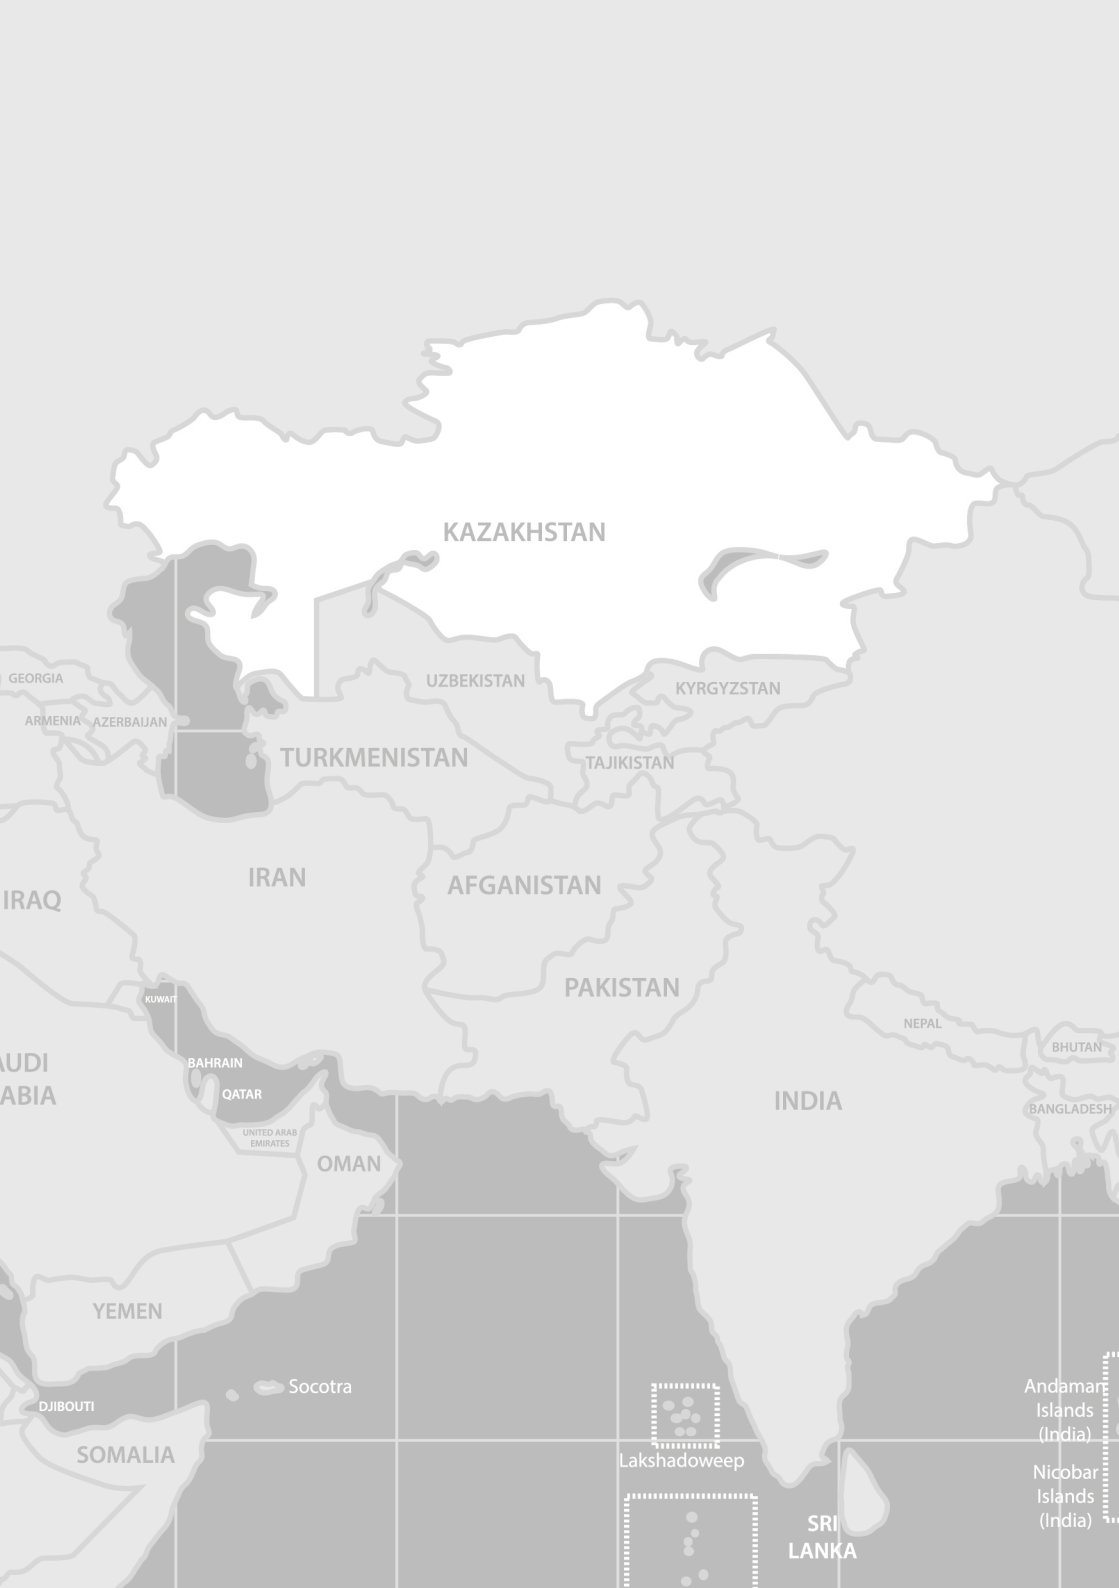 KAZAKHSTAN
GEORGIA
UZBEKISTAN
KYRGYZSTAN
ARMENIA
AZERBAIJAN
TURKMENISTAN
TAJIKISTAN
IRAN
AFGANISTAN
IRAQ
PAKISTAN
KUWAIT
NEPAL
BHUTAN
AUDI
ABIA
BAHRAIN
QATAR
INDIA
BANGLADESH
UNITED ARAB
EMIRATES
OMAN
YEMEN
Socotra
DJIBOUTI
SOMALIA
Lakshadoweep
Andaman
Islands
(India)
Nicobar
Islands
(India)
SRI
LANKA